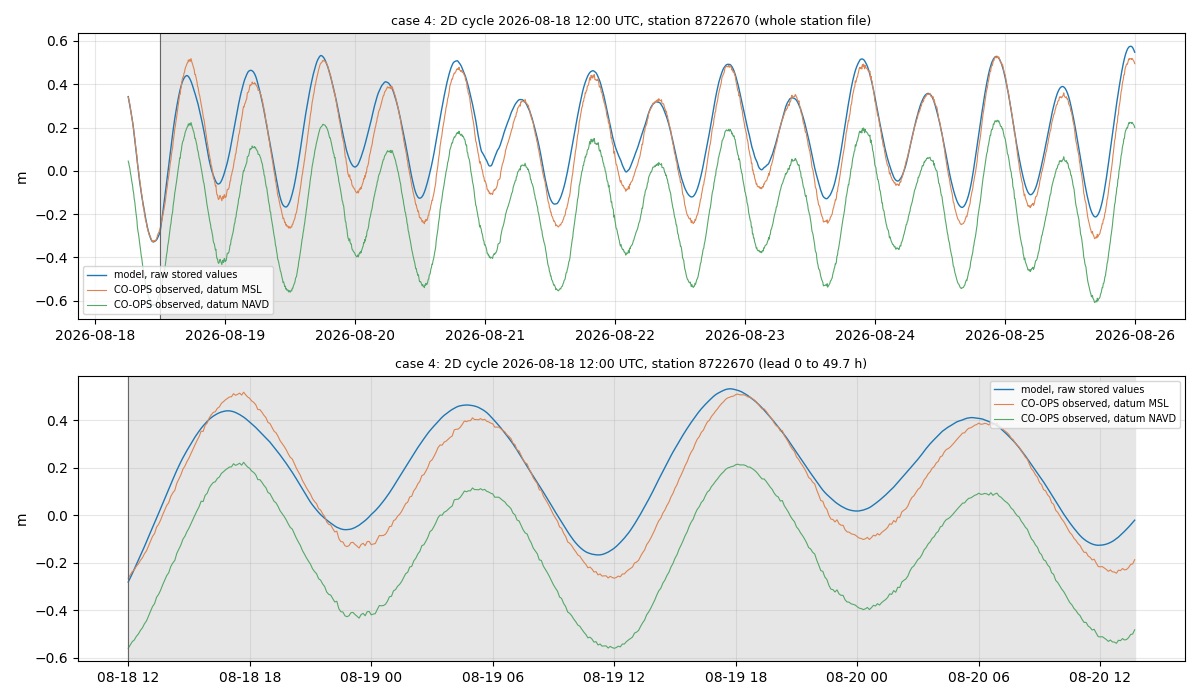 case 4: 2D cycle 2026-08-18 12:00 UTC, station 8722670 (whole station file)
0.6
0.4
0.2
0.0
−0.2
−0.4
−0.6
m
model, raw stored values
CO-OPS observed, datum MSL
CO-OPS observed, datum NAVD
2026-08-18 2026-08-19 2026-08-20 2026-08-21 2026-08-22 2026-08-23 2026-08-24 2026-08-25 2026-08-26
case 4: 2D cycle 2026-08-18 12:00 UTC, station 8722670 (lead 0 to 49.7 h)
0.4
0.2
0.0
−0.2
−0.4
−0.6
m
model, raw stored values
CO-OPS observed, datum MSL
CO-OPS observed, datum NAVD
08-18 12 08-18 18 08-19 00 08-19 06 08-19 12 08-19 18 08-20 00 08-20 06 08-20 12